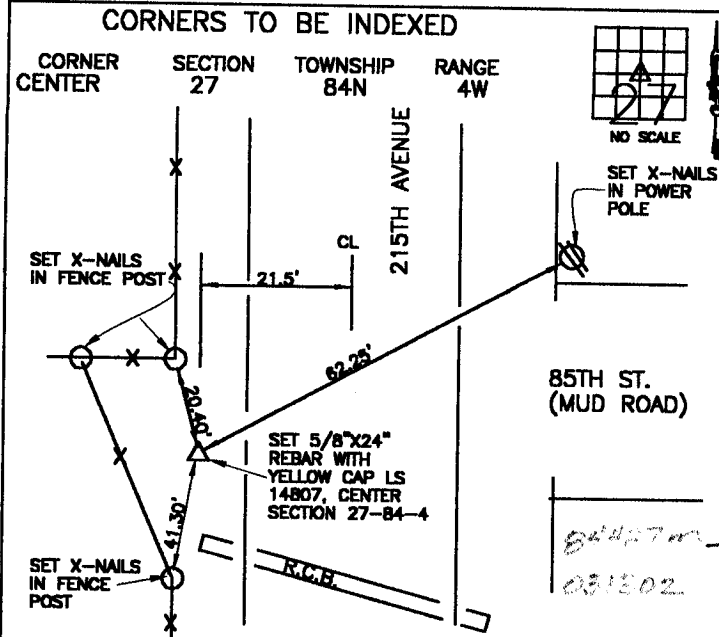 CORNERS TO BE INDEXED
CORNER SECTION TOWNSHIP RANGE
CENTER 27 84N 4W
27
NO SCALE
215TH AVENUE
SET X-NAILS
IN POWER
POLE
CL
SET X-NAILS
IN FENCE POST
21.5'
62.25'
20.40'
85TH ST.
(MUD ROAD)
SET 5/8"X24"
REBAR WITH
YELLOW CAP LS
14807, CENTER
SECTION 27-84-4
41.30'
SET X-NAILS
IN FENCE
POST
R.C.B.
031302